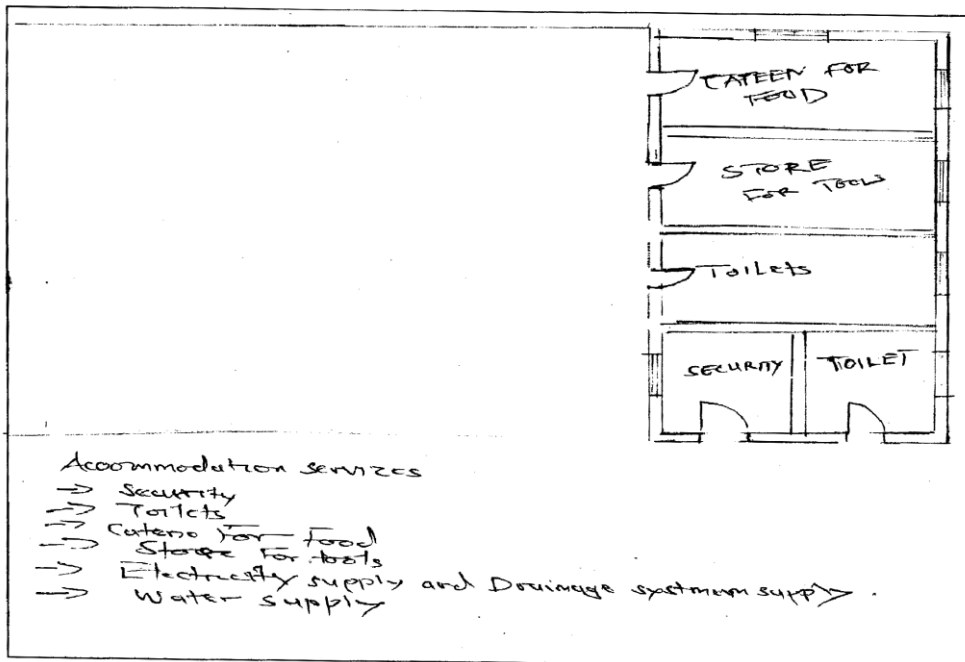 CATEEN FOR
FOOD
STORE
FOR TOOLS
TOILETS
SECURITY
TOILET
Accommodation services
→ Security
→ Toilets
→ Cateno For Food
→ Store For tools
→ Electricity supply and Drainage systmem supply.
→ Water supply